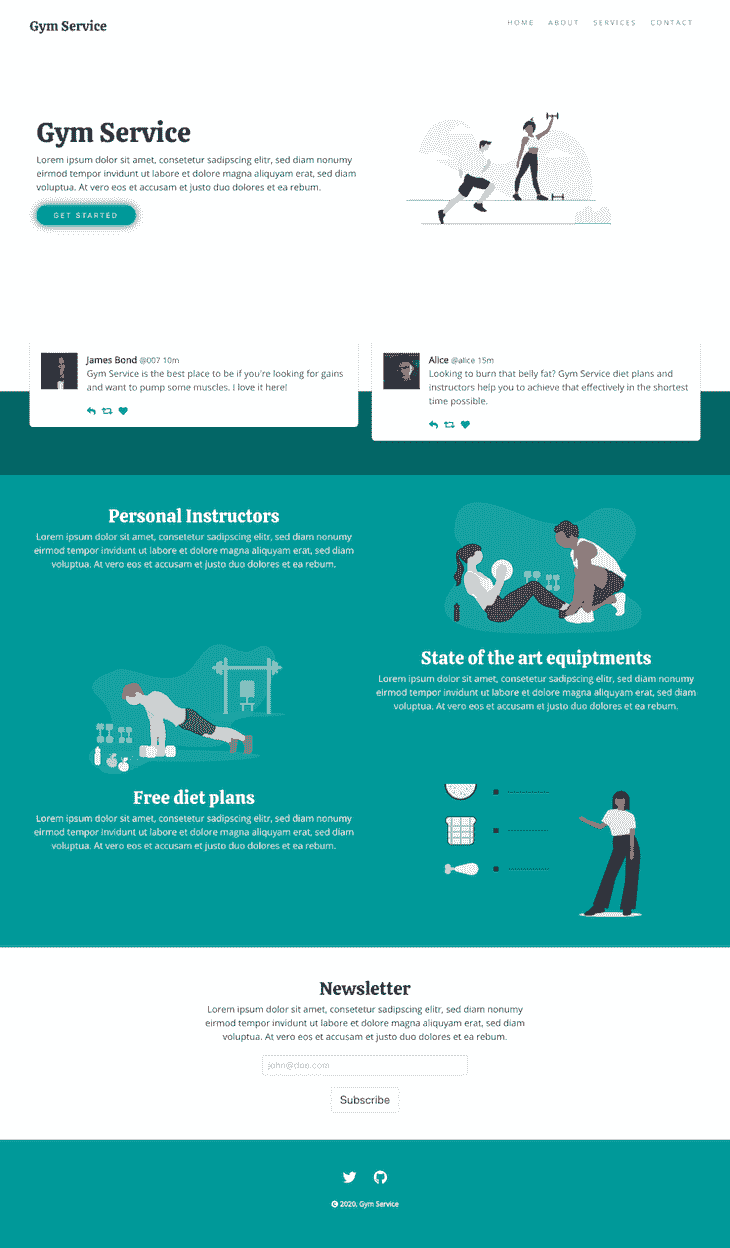 Gym Service
HOME ABOUT SERVICES CONTACT
Gym Service
Lorem ipsum dolor sit amet, consetetur sadipscing elitr, sed diam nonumy
eirmod tempor invidunt ut labore et dolore magna aliquyam erat, sed diam
voluptua. At vero eos et accusam et justo duo dolores et ea rebum.
GET STARTED
James Bond @007 10m
Gym Service is the best place to be if you're looking for gains
and want to pump some muscles. I love it here!
Alice @alice 15m
Looking to burn that belly fat? Gym Service diet plans and
instructors help you to achieve that effectively in the shortest
time possible.
Personal Instructors
Lorem ipsum dolor sit amet, consetetur sadipscing elitr, sed diam nonumy
eirmod tempor invidunt ut labore et dolore magna aliquyam erat, sed diam
voluptua. At vero eos et accusam et justo duo dolores et ea rebum.
State of the art equiptments
Lorem ipsum dolor sit amet, consetetur sadipscing elitr, sed diam nonumy
eirmod tempor invidunt ut labore et dolore magna aliquyam erat, sed diam
voluptua. At vero eos et accusam et justo duo dolores et ea rebum.
Free diet plans
Lorem ipsum dolor sit amet, consetetur sadipscing elitr, sed diam nonumy
eirmod tempor invidunt ut labore et dolore magna aliquyam erat, sed diam
voluptua. At vero eos et accusam et justo duo dolores et ea rebum.
Newsletter
Lorem ipsum dolor sit amet, consetetur sadipscing elitr, sed diam nonumy
eirmod tempor invidunt ut labore et dolore magna aliquyam erat, sed diam
voluptua. At vero eos et accusam et justo duo dolores et ea rebum.
john@doe.com
Subscribe
© 2020, Gym Service